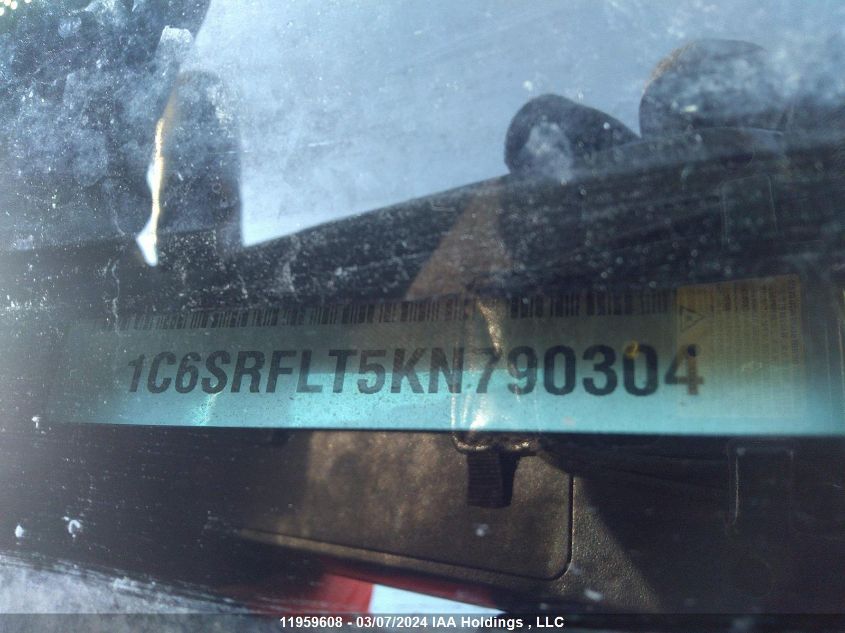 1C6SRFLT5KN790304
11959608 - 03/07/2024 IAA Holdings , LLC